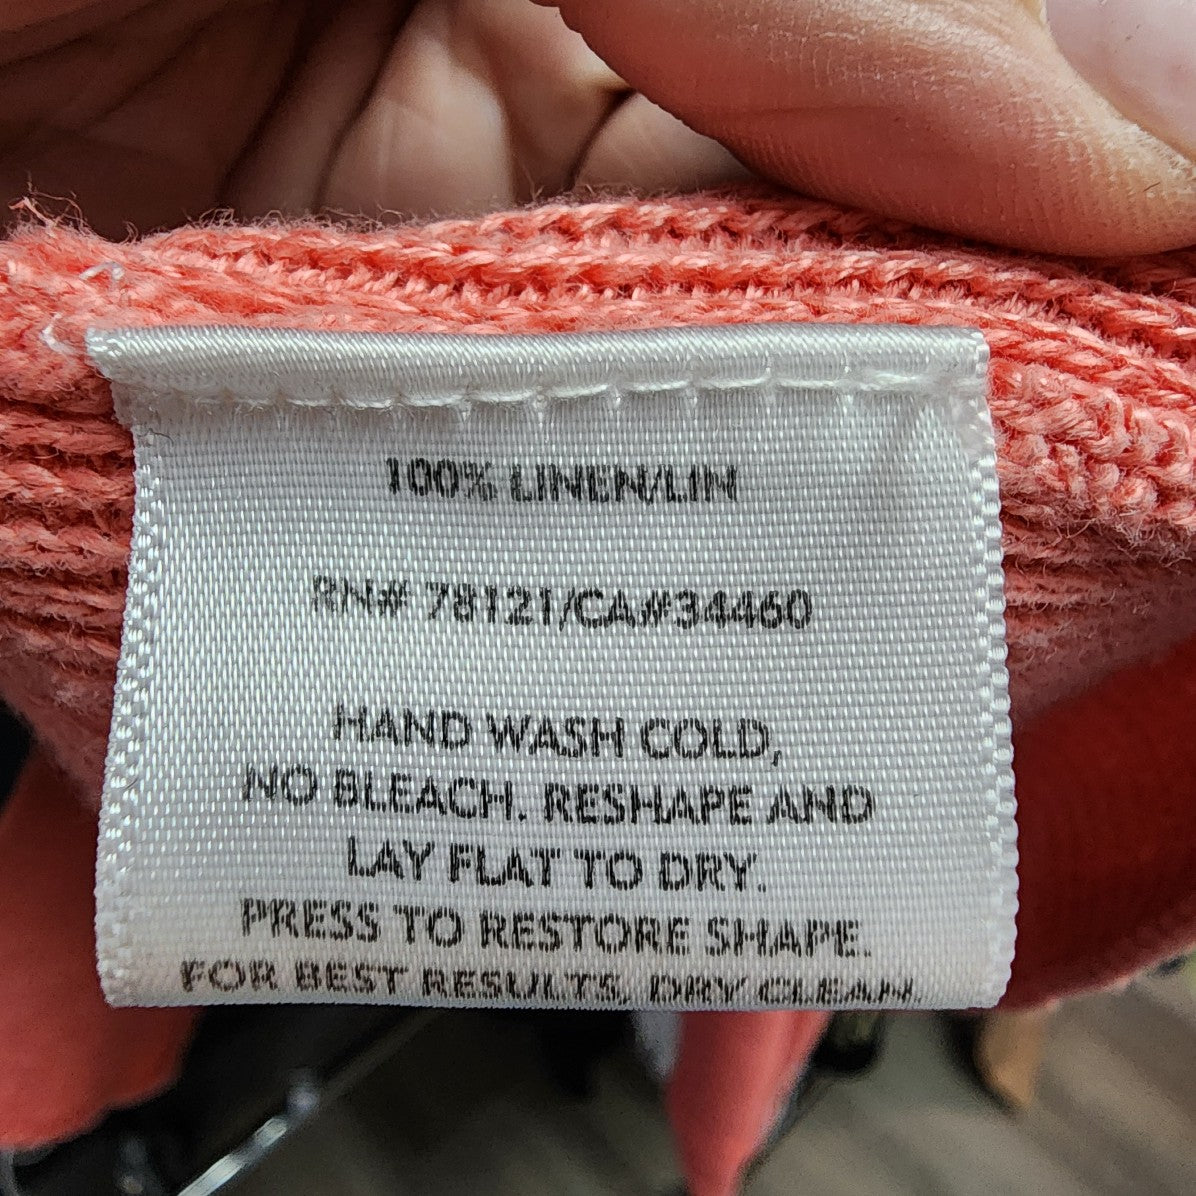 100% LINEN/LIN
RN# 78121/CA#34460
HAND WASH COLD,
NO BLEACH. RESHAPE AND
LAY FLAT TO DRY.
PRESS TO RESTORE SHAPE.
FOR BEST RESULTS, DRY CLEAN.